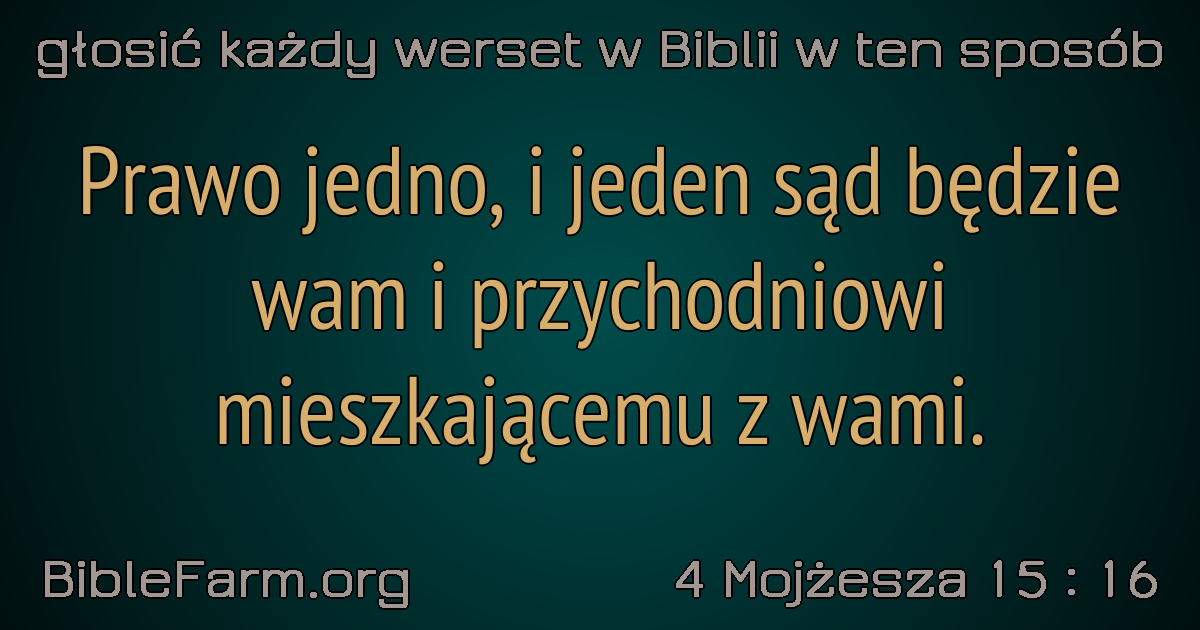 głosić każdy werset w Biblii w ten sposób
Prawo jedno, i jeden sąd będzie
wam i przychodniowi
mieszkającemu z wami.
BibleFarm.org
4 Mojżesza 15 : 16